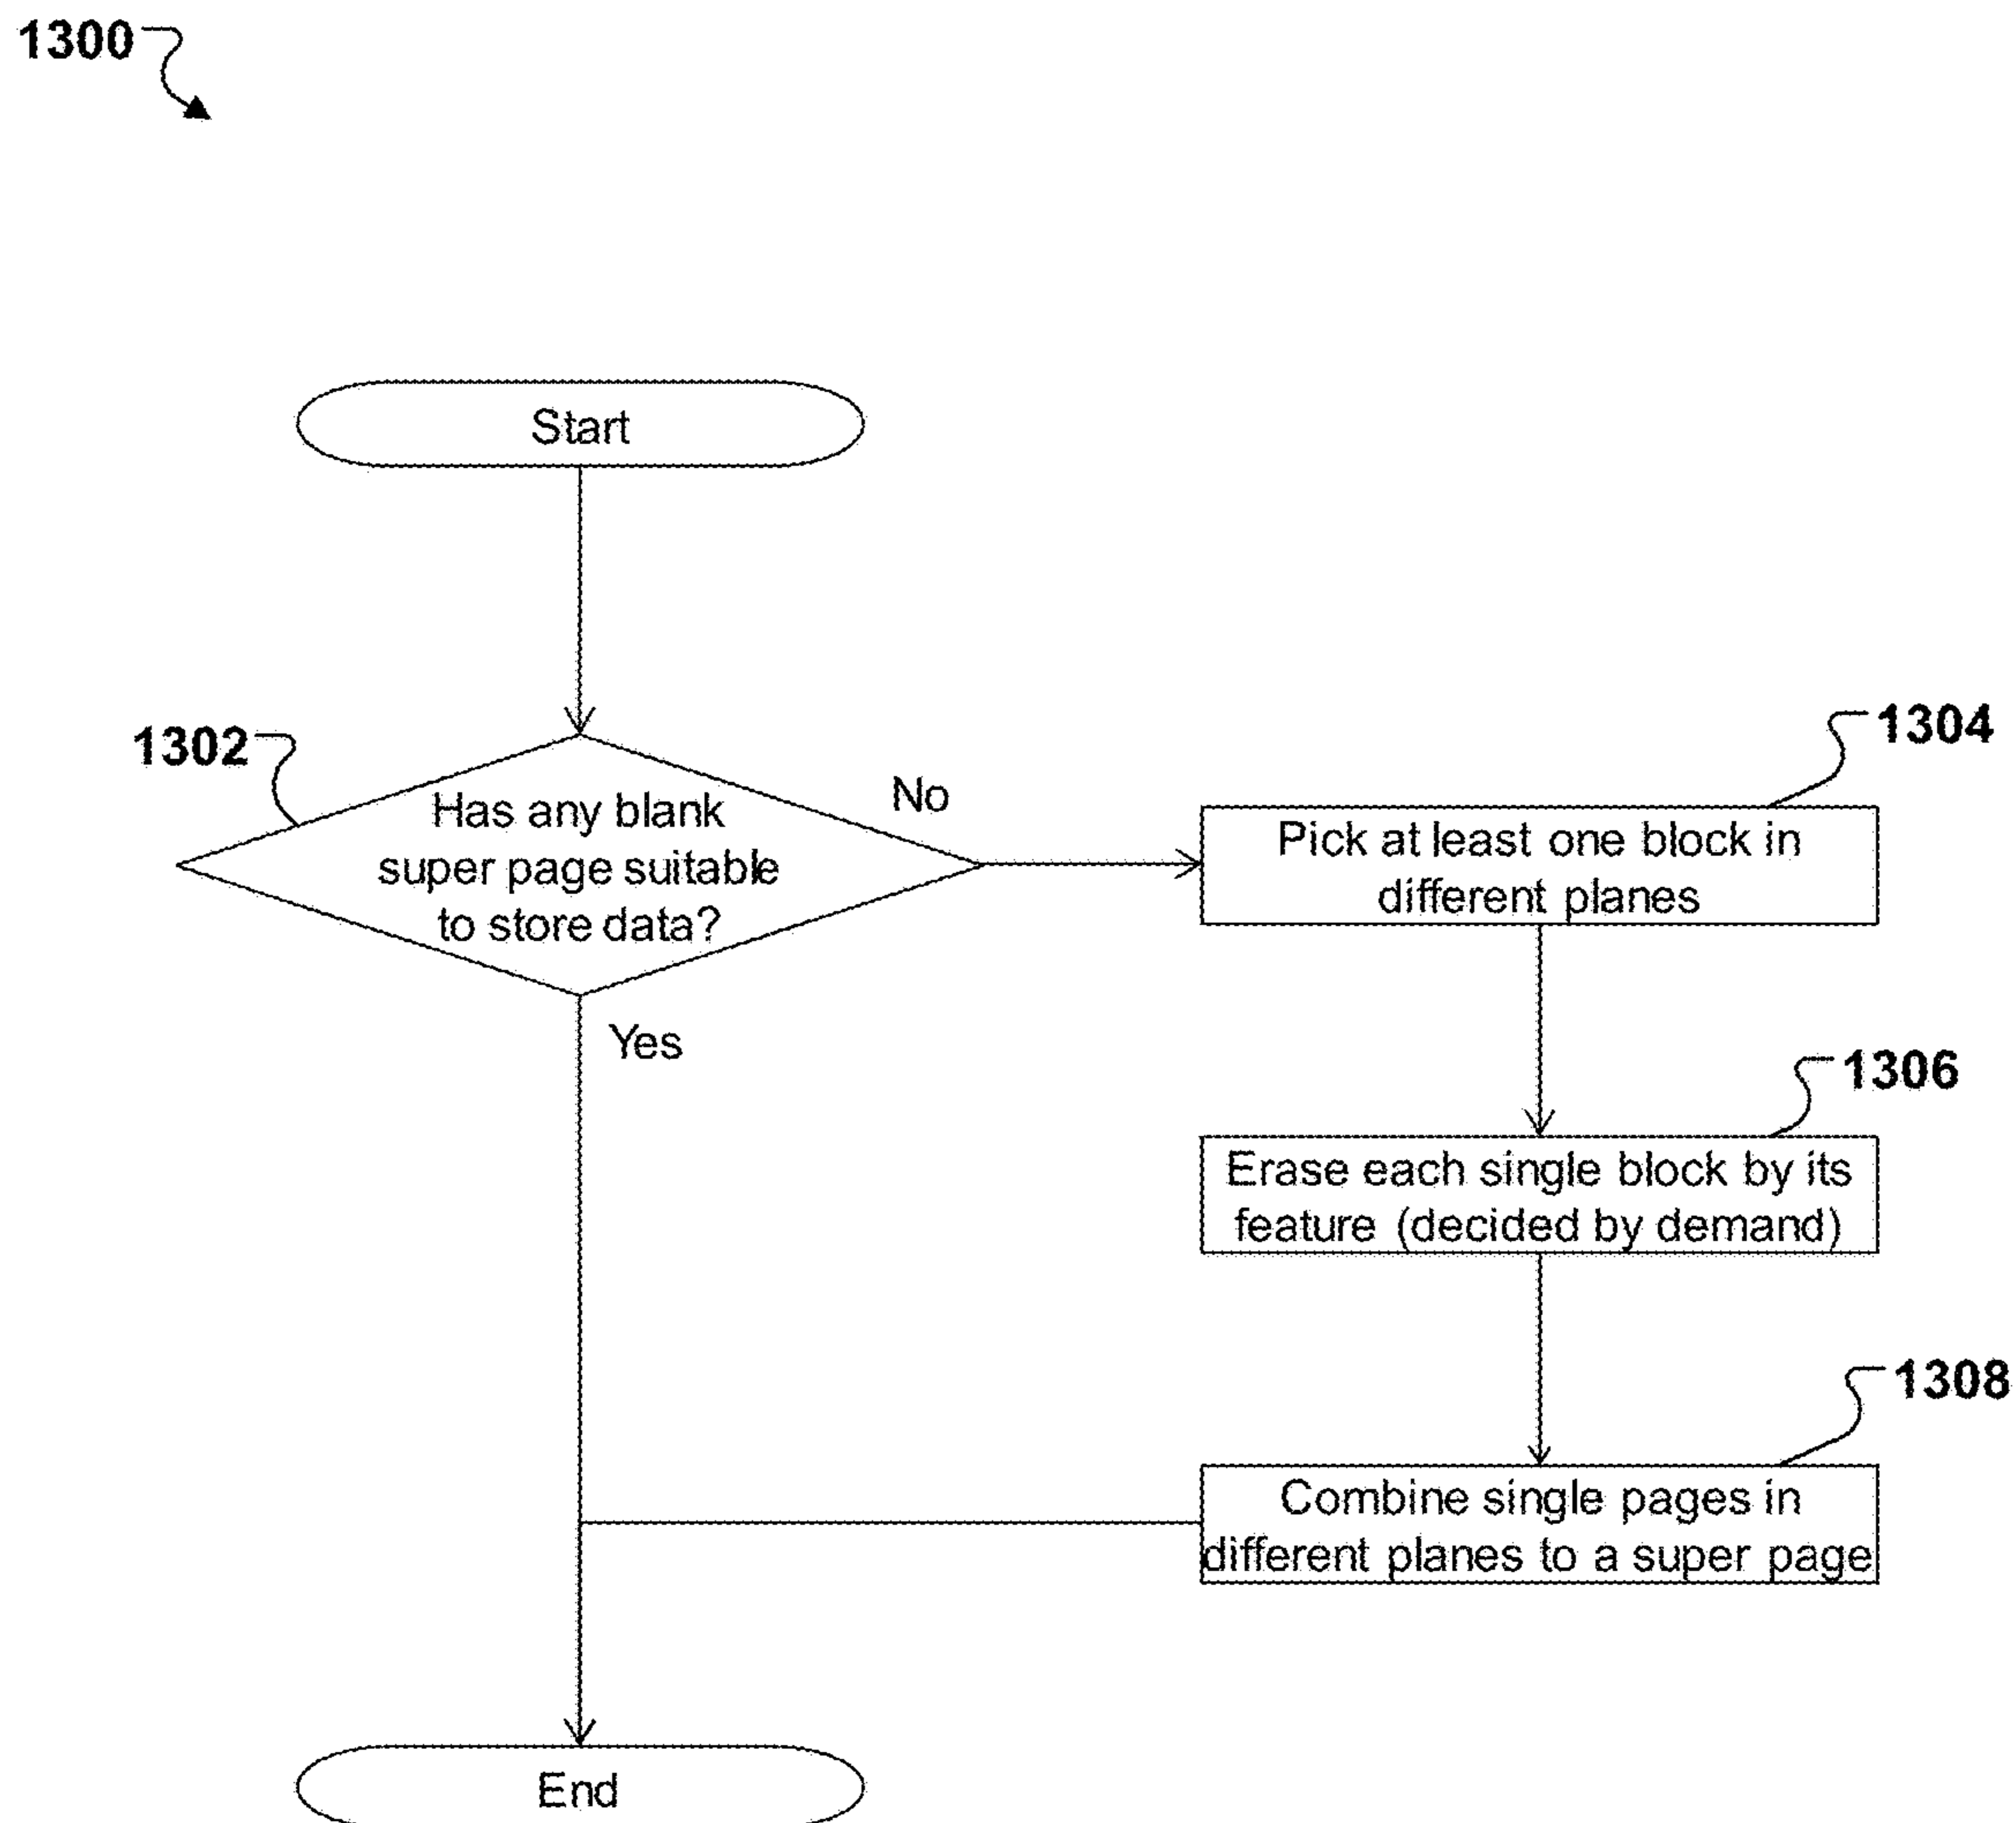 1300
Start
1302
Has any blank
super page suitable
to store data?
No
Yes
1304
Pick at least one block in
different planes
1306
Erase each single block by its
feature (decided by demand)
1308
Combine single pages in
different planes to a super page
End